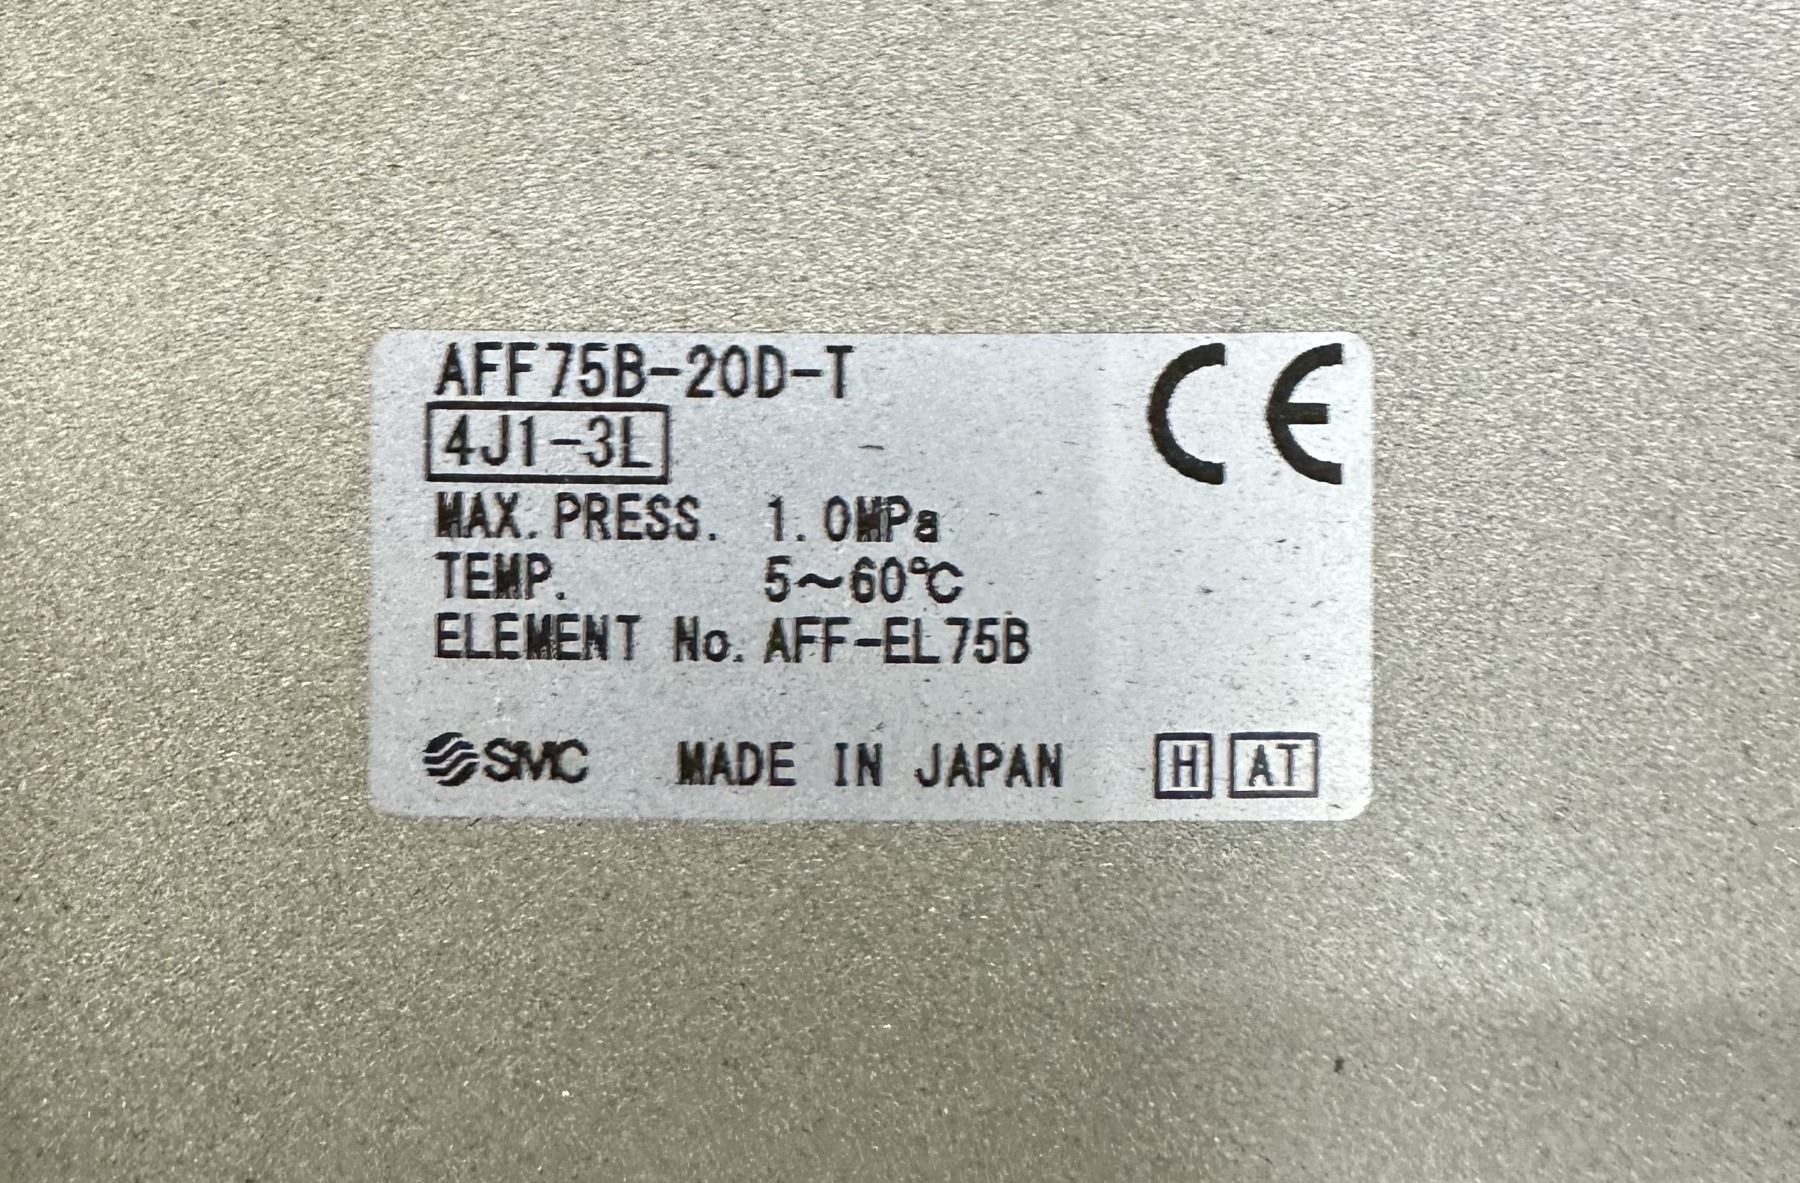 AFF75B-20D-T
CE
4J1-3L
MAX. PRESS. 1.0MPa
TEMP. 5~60℃
ELEMENT No. AFF-EL75B
SMC MADE IN JAPAN H AT